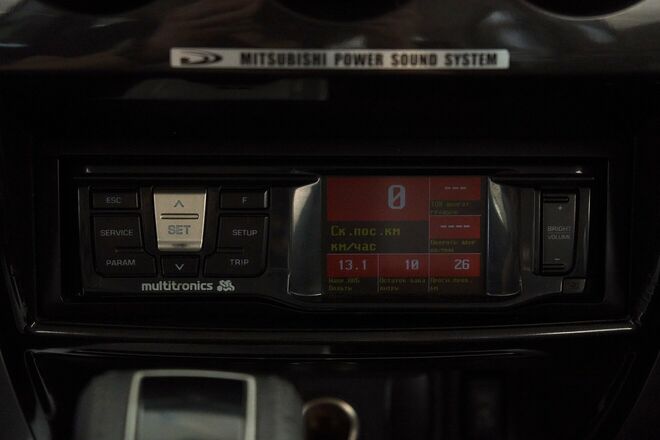 MITSUBISHI POWER SOUND SYSTEM
ESC
F
SET
SERVICE
SETUP
PARAM
TRIP
multitronics
BRIGHT
VOLUME
0
---
Ск.пос.км
км/час
----
13.1
10
26
Вольты